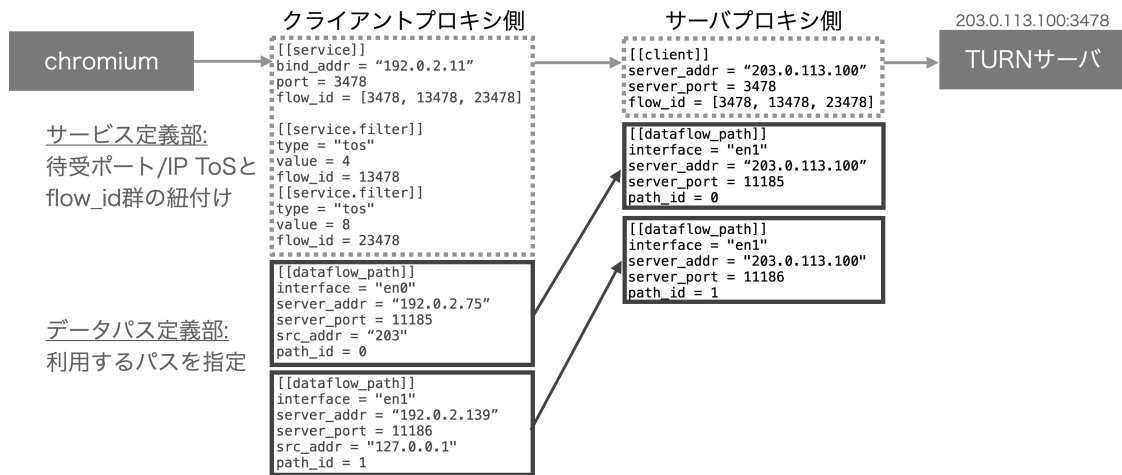 クライアントプロキシ側
サーバプロキシ側
203.0.113.100:3478
chromium
TURNサーバ
サービス定義部:
待受ポート/IP ToSと
flow_id群の紐付け
データパス定義部:
利用するパスを指定
[[service]]
bind_addr = “192.0.2.11”
port = 3478
flow_id = [3478, 13478, 23478]
[[service.filter]]
type = "tos"
value = 4
flow_id = 13478
[[service.filter]]
type = "tos"
value = 8
flow_id = 23478
[[dataflow_path]]
interface = "en0"
server_addr = “192.0.2.75”
server_port = 11185
src_addr = “203"
path_id = 0
[[dataflow_path]]
interface = "en1"
server_addr = “192.0.2.139”
server_port = 11186
src_addr = "127.0.0.1"
path_id = 1
[[client]]
server_addr = “203.0.113.100”
server_port = 3478
flow_id = [3478, 13478, 23478]
[[dataflow_path]]
interface = "en1"
server_addr = “203.0.113.100”
server_port = 11185
path_id = 0
[[dataflow_path]]
interface = "en1"
server_addr = "203.0.113.100"
server_port = 11186
path_id = 1